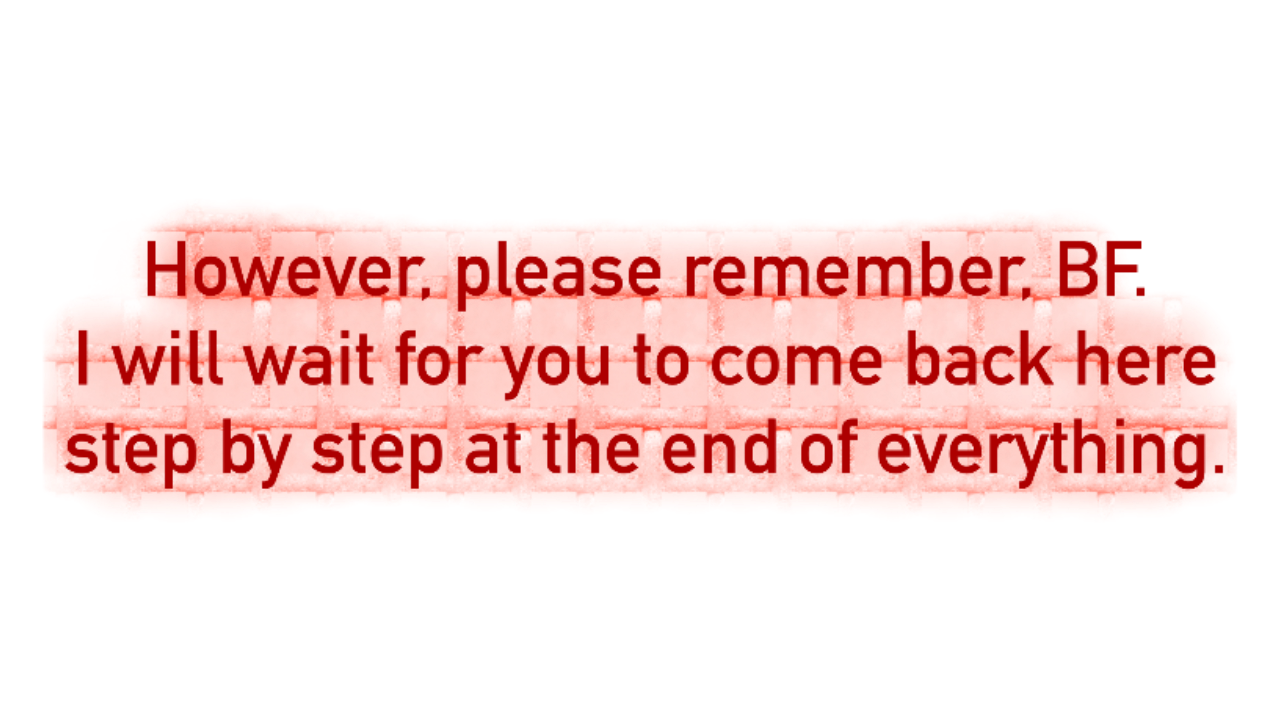 However, please remember, BF.
I will wait for you to come back here
step by step at the end of everything.